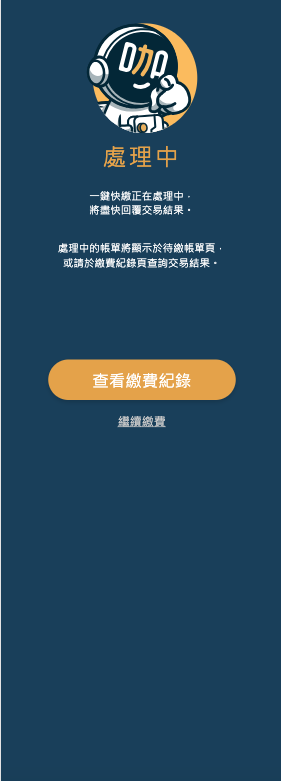 咖
處理中
一鍵快繳正在處理中，
將盡快回覆交易結果。
處理中的帳單將顯示於待繳帳單頁，
或請於繳費紀錄頁查詢交易結果。
查看繳費紀錄
繼續繳費